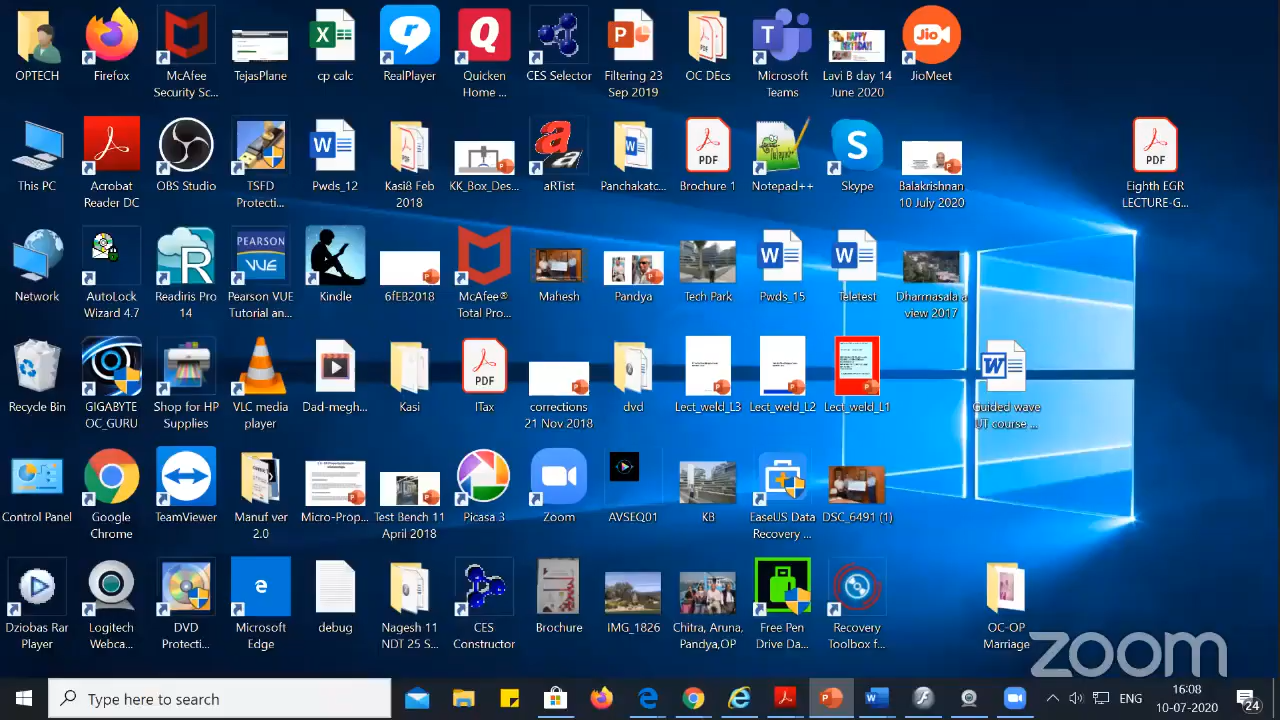 OPTECH
Firefox
McAfee
Security Sc...
TejasPlane
cp calc
RealPlayer
Quicken
Home ...
CES Selector
Filtering 23
Sep 2019
OC DEcs
Microsoft
Teams
Lavi B day 14
June 2020
Jio
JioMeet
This PC
Acrobat
Reader DC
OBS Studio
TSFD
Protecti...
Pwds_12
Kasi8 Feb
2018
KK_Box_Des...
aRTist
Panchakatc...
PDF
Brochure 1
Notepad++
Skype
Balakrishnan
10 July 2020
PDF
Eighth EGR
LECTURE-G...
Network
AutoLock
Wizard 4.7
Readiris Pro
14
PEARSON
VUE
Pearson VUE
Tutorial an...
Kindle
6fEB2018
McAfee®
Total Pro...
Mahesh
Pandya
Tech Park
Pwds_15
Teletest
Dharmasala a
view 2017
Recycle Bin
GIGABYTE
OC_GURU
Shop for HP
Supplies
VLC media
player
Dad-megh...
Kasi
PDF
ITax
corrections
21 Nov 2018
dvd
Lect_weld_L3
Lect_weld_L2
Lect_weld_L1
Guided wave
UT course ...
Control Panel
Google
Chrome
TeamViewer
Manuf ver
2.0
Micro-Prop...
Test Bench 11
April 2018
Picasa 3
Zoom
AVSEQ01
KB
EaseUS Data
Recovery ...
DSC_6491 (1)
Dziobas Rar
Player
Logitech
Webca...
DVD
Protecti...
Microsoft
Edge
debug
Nagesh 11
NDT 25 S...
CES
Constructor
Brochure
IMG_1826
Chitra, Aruna,
Pandya,OP
Free Pen
Drive Da...
Recovery
Toolbox f...
OC-OP
Marriage
zoom
Type here to search
ENG
16:08
10-07-2020
24